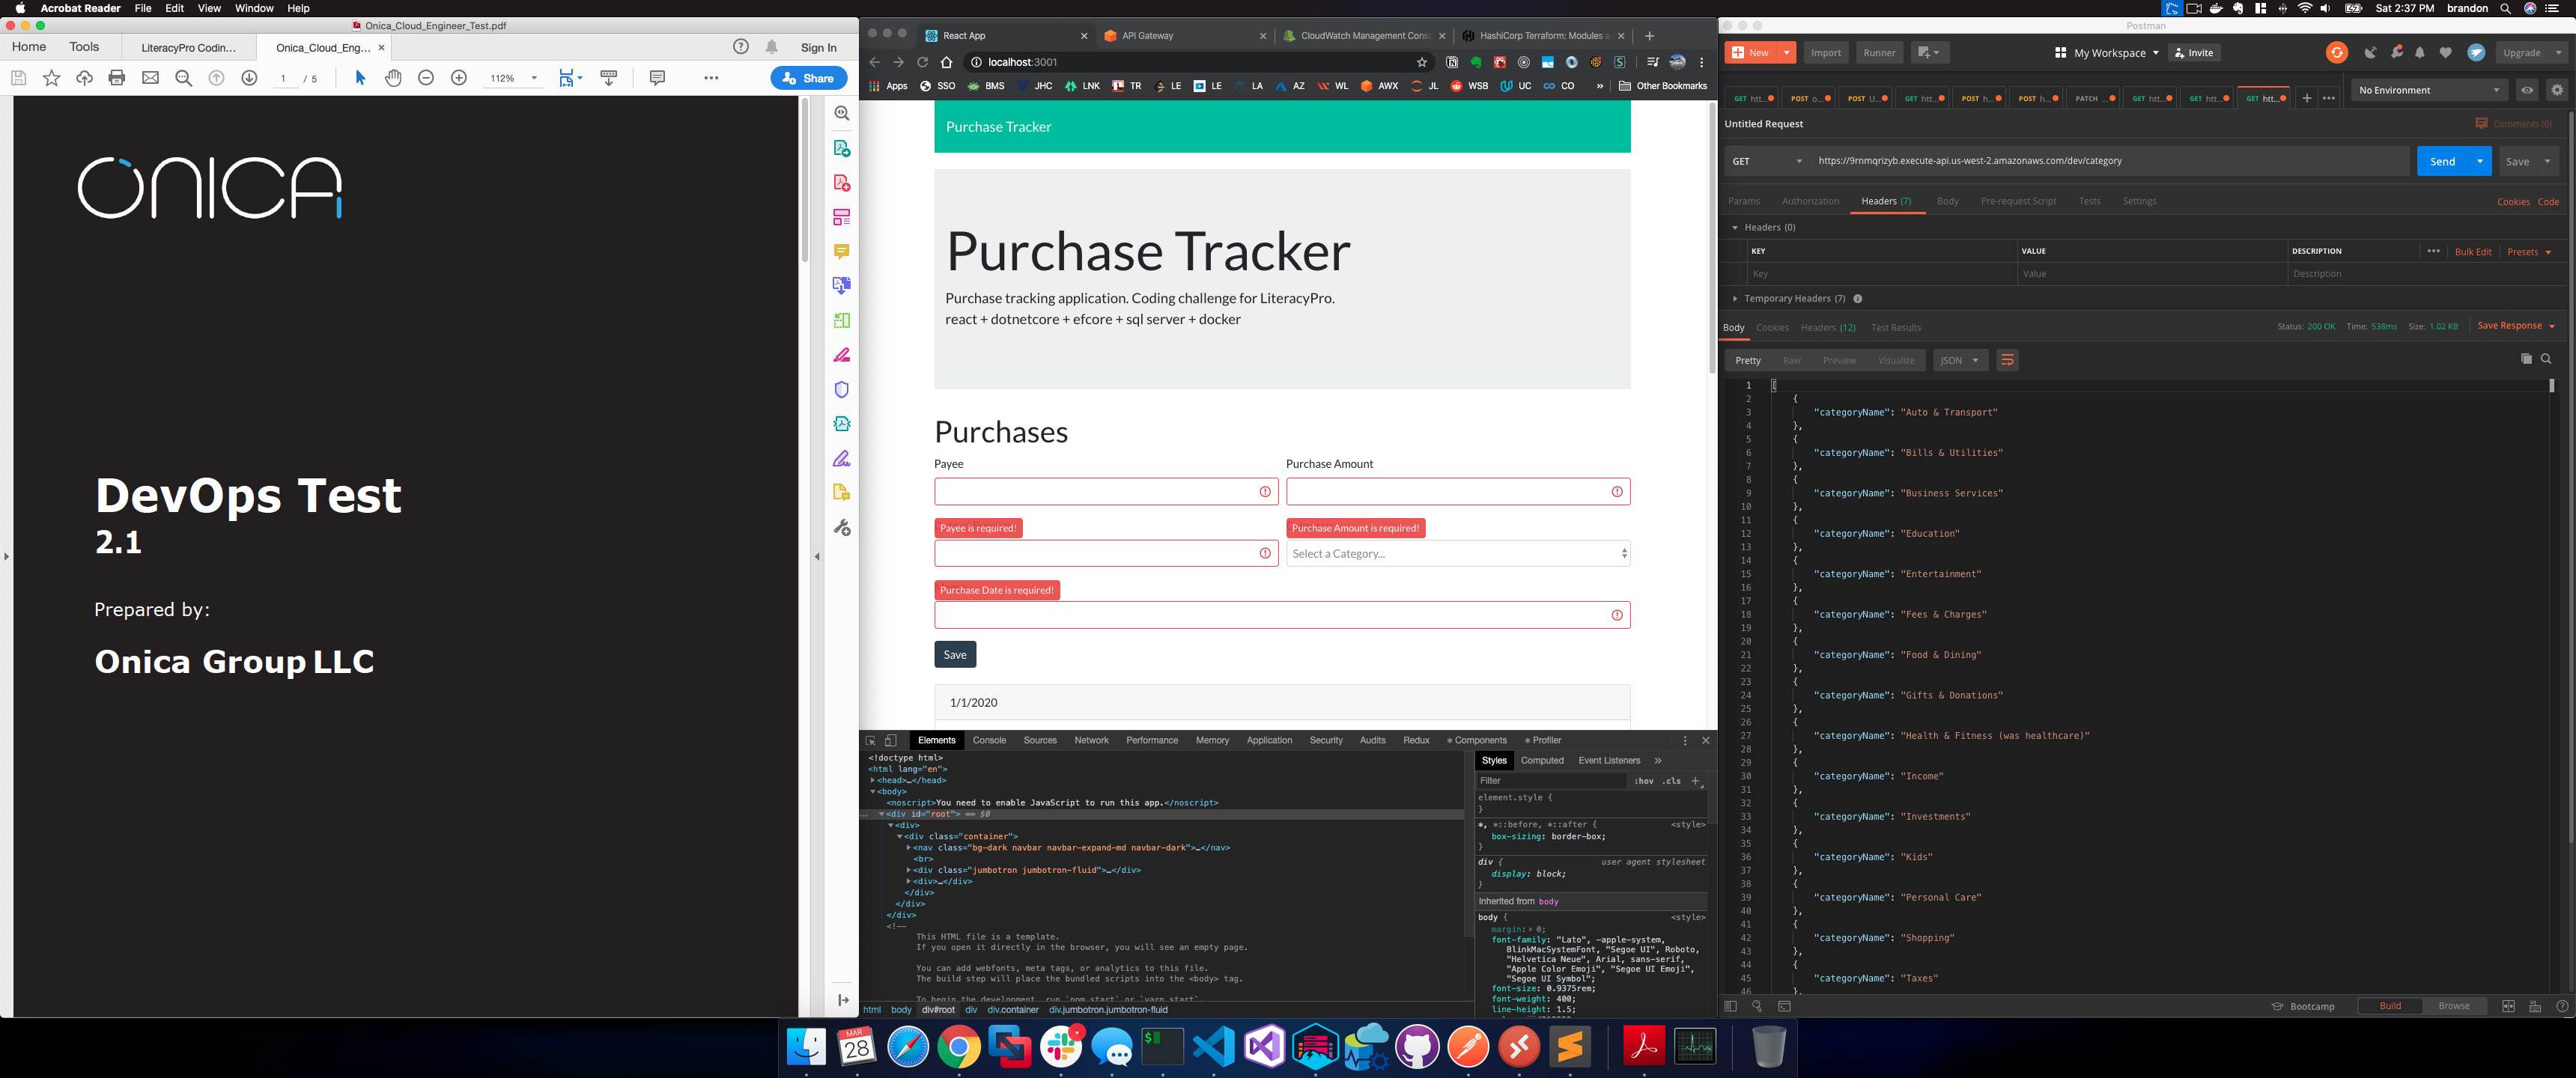 Acrobat Reader File Edit View Window Help
Sat 2:37 PM brandon
Onica_Cloud_Engineer_Test.pdf
Home Tools LiteracyPro Codin... Onica_Cloud_Eng... Sign In
1 / 5 112% Share
ONICA
DevOps Test
2.1
Prepared by:
Onica Group LLC
React App API Gateway CloudWatch Management Cons HashiCorp Terraform: Modules a
localhost:3001
Apps SSO BMS JHC LNK TR LE LE LA AZ WL AWX JL WSB UC CO » Other Bookmarks
Purchase Tracker
Purchase Tracker
Purchase tracking application. Coding challenge for LiteracyPro.
react + dotnetcore + efcore + sql server + docker
Purchases
Payee Purchase Amount
Payee is required! Purchase Amount is required!
Select a Category...
Purchase Date is required!
Save
1/1/2020
Elements Console Sources Network Performance Memory Application Security Audits Redux Components Profiler
<!doctype html>
<html lang="en">
<head>…</head>
<body>
<noscript>You need to enable JavaScript to run this app.</noscript>
... <div id="root"> == $0
<div>
<div class="container">
<nav class="bg-dark navbar navbar-expand-md navbar-dark">…</nav>
<br>
<div class="jumbotron jumbotron-fluid">…</div>
<div>…</div>
</div>
</div>
</div>
<!--
This HTML file is a template.
If you open it directly in the browser, you will see an empty page.
You can add webfonts, meta tags, or analytics to this file.
The build step will place the bundled scripts into the <body> tag.
To begin the development, run `npm start` or `yarn start`.
html body div#root div div.container div.jumbotron.jumbotron-fluid
Styles Computed Event Listeners »
Filter :hov .cls +
element.style {
}
*, *::before, *::after { <style>
box-sizing: border-box;
}
div { user agent stylesheet
display: block;
}
Inherited from body
body { <style>
margin: 0;
font-family: "Lato", -apple-system,
BlinkMacSystemFont, "Segoe UI", Roboto,
"Helvetica Neue", Arial, sans-serif,
"Apple Color Emoji", "Segoe UI Emoji",
"Segoe UI Symbol";
font-size: 0.9375rem;
font-weight: 400;
line-height: 1.5;
Postman
New Import Runner My Workspace Invite Upgrade
GET htt... POST o... POST U... GET htt... POST h... POST h... PATCH ... GET htt... GET htt... GET htt... No Environment
Untitled Request Comments (0)
GET https://9rnmqrizyb.execute-api.us-west-2.amazonaws.com/dev/category Send Save
Params Authorization Headers (7) Body Pre-request Script Tests Settings Cookies Code
Headers (0)
KEY VALUE DESCRIPTION Bulk Edit Presets
Key Value Description
Temporary Headers (7)
Body Cookies Headers (12) Test Results Status: 200 OK Time: 538ms Size: 1.02 KB Save Response
Pretty Raw Preview Visualize JSON
1 [
2 {
3 "categoryName": "Auto & Transport"
4 },
5 {
6 "categoryName": "Bills & Utilities"
7 },
8 {
9 "categoryName": "Business Services"
10 },
11 {
12 "categoryName": "Education"
13 },
14 {
15 "categoryName": "Entertainment"
16 },
17 {
18 "categoryName": "Fees & Charges"
19 },
20 {
21 "categoryName": "Food & Dining"
22 },
23 {
24 "categoryName": "Gifts & Donations"
25 },
26 {
27 "categoryName": "Health & Fitness (was healthcare)"
28 },
29 {
30 "categoryName": "Income"
31 },
32 {
33 "categoryName": "Investments"
34 },
35 {
36 "categoryName": "Kids"
37 },
38 {
39 "categoryName": "Personal Care"
40 },
41 {
42 "categoryName": "Shopping"
43 },
44 {
45 "categoryName": "Taxes"
46 },
Bootcamp Build Browse
MAR
28